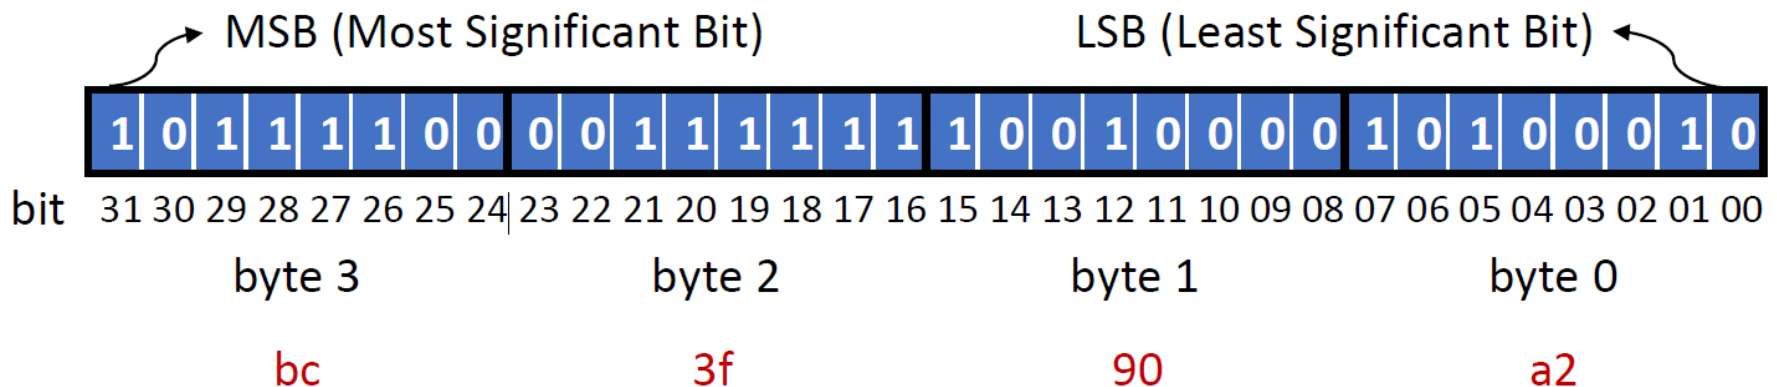 MSB (Most Significant Bit) LSB (Least Significant Bit)
1 0 1 1 1 1 0 0 0 0 1 1 1 1 1 1 1 0 0 1 0 0 0 0 1 0 1 0 0 0 1 0
bit 31 30 29 28 27 26 25 24 23 22 21 20 19 18 17 16 15 14 13 12 11 10 09 08 07 06 05 04 03 02 01 00
byte 3 byte 2 byte 1 byte 0
bc 3f 90 a2